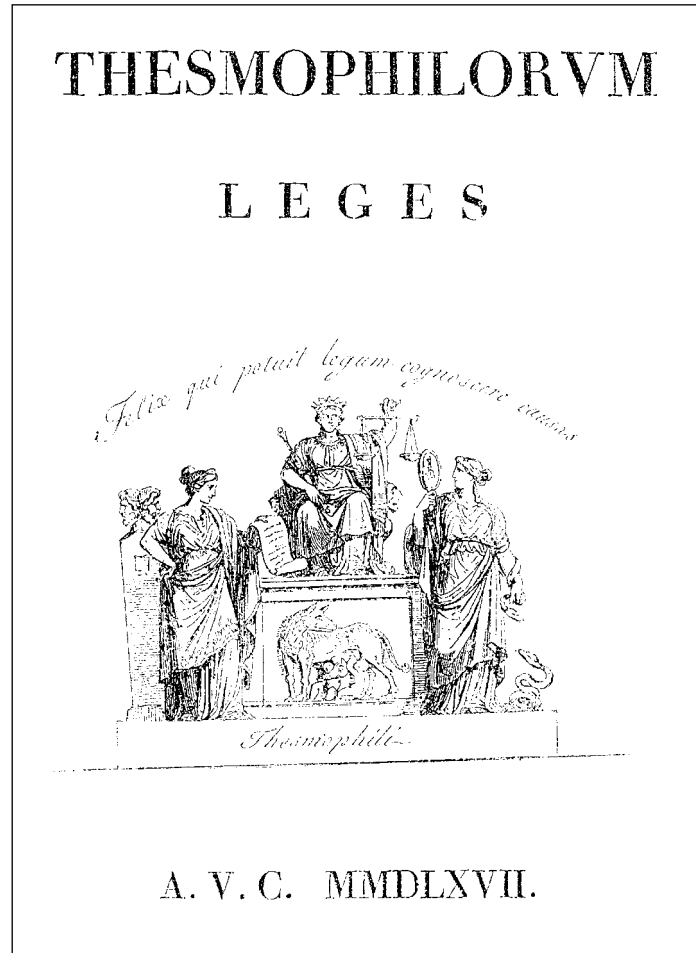 THESMOPHILORVM
LEGES
Felix qui potuit legum cognoscere causas
Thesmophili
A. V. C. MMDLXVII.